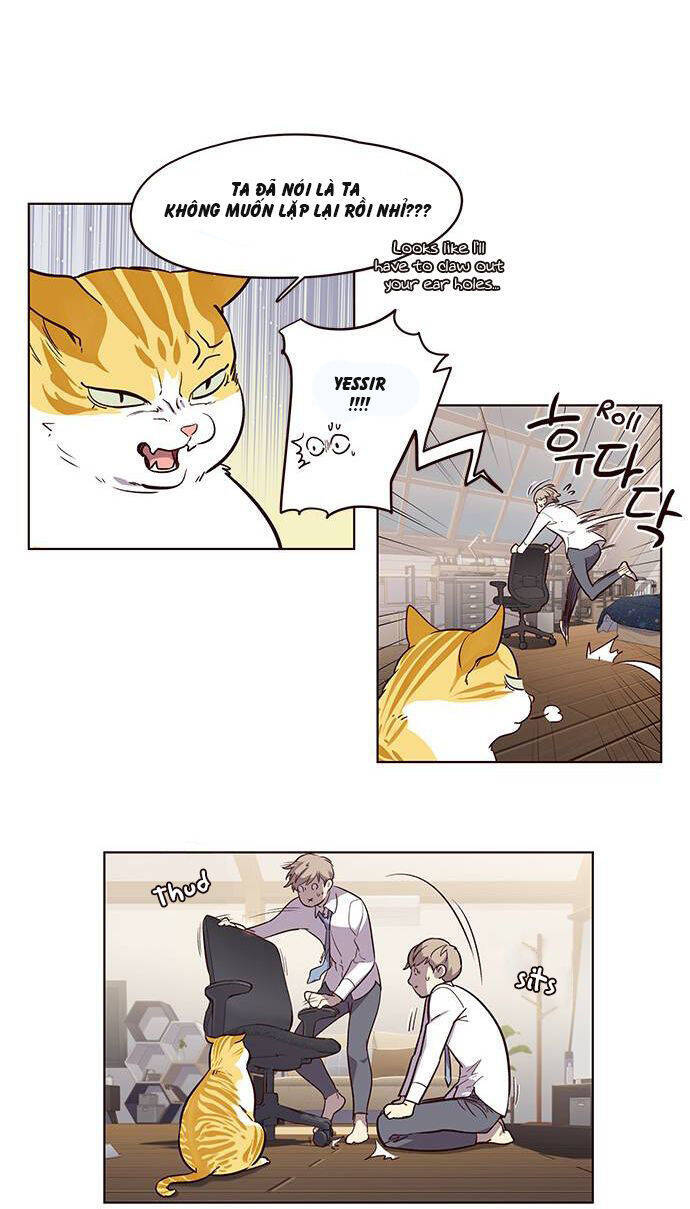 TA ĐÃ NÓI LÀ TA
KHÔNG MUỐN LẶP LẠI RỒI NHỈ???
Looks like I'll
have to claw out
your ear holes...
YESSIR
!!!!
Roll
후다닥
Thud
sits